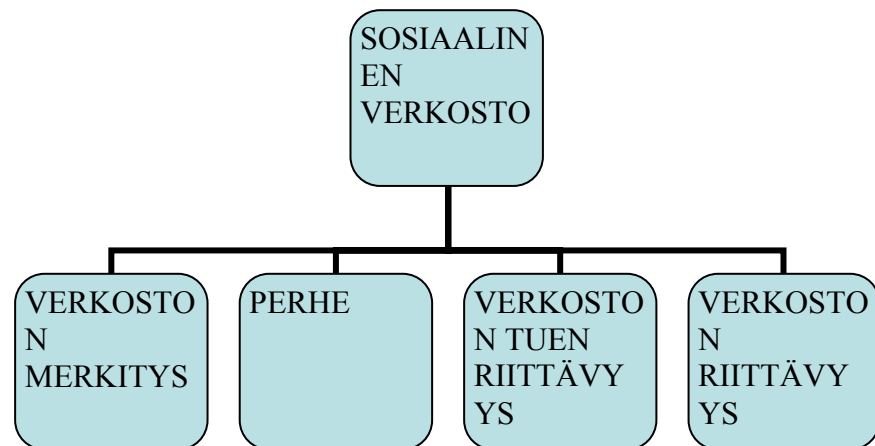 SOSIAALIN
EN
VERKOSTO
VERKOSTO
N
MERKITYS
PERHE
VERKOSTO
N TUEN
RIITTÄVY
YS
VERKOSTO
N
RIITTÄVY
YS